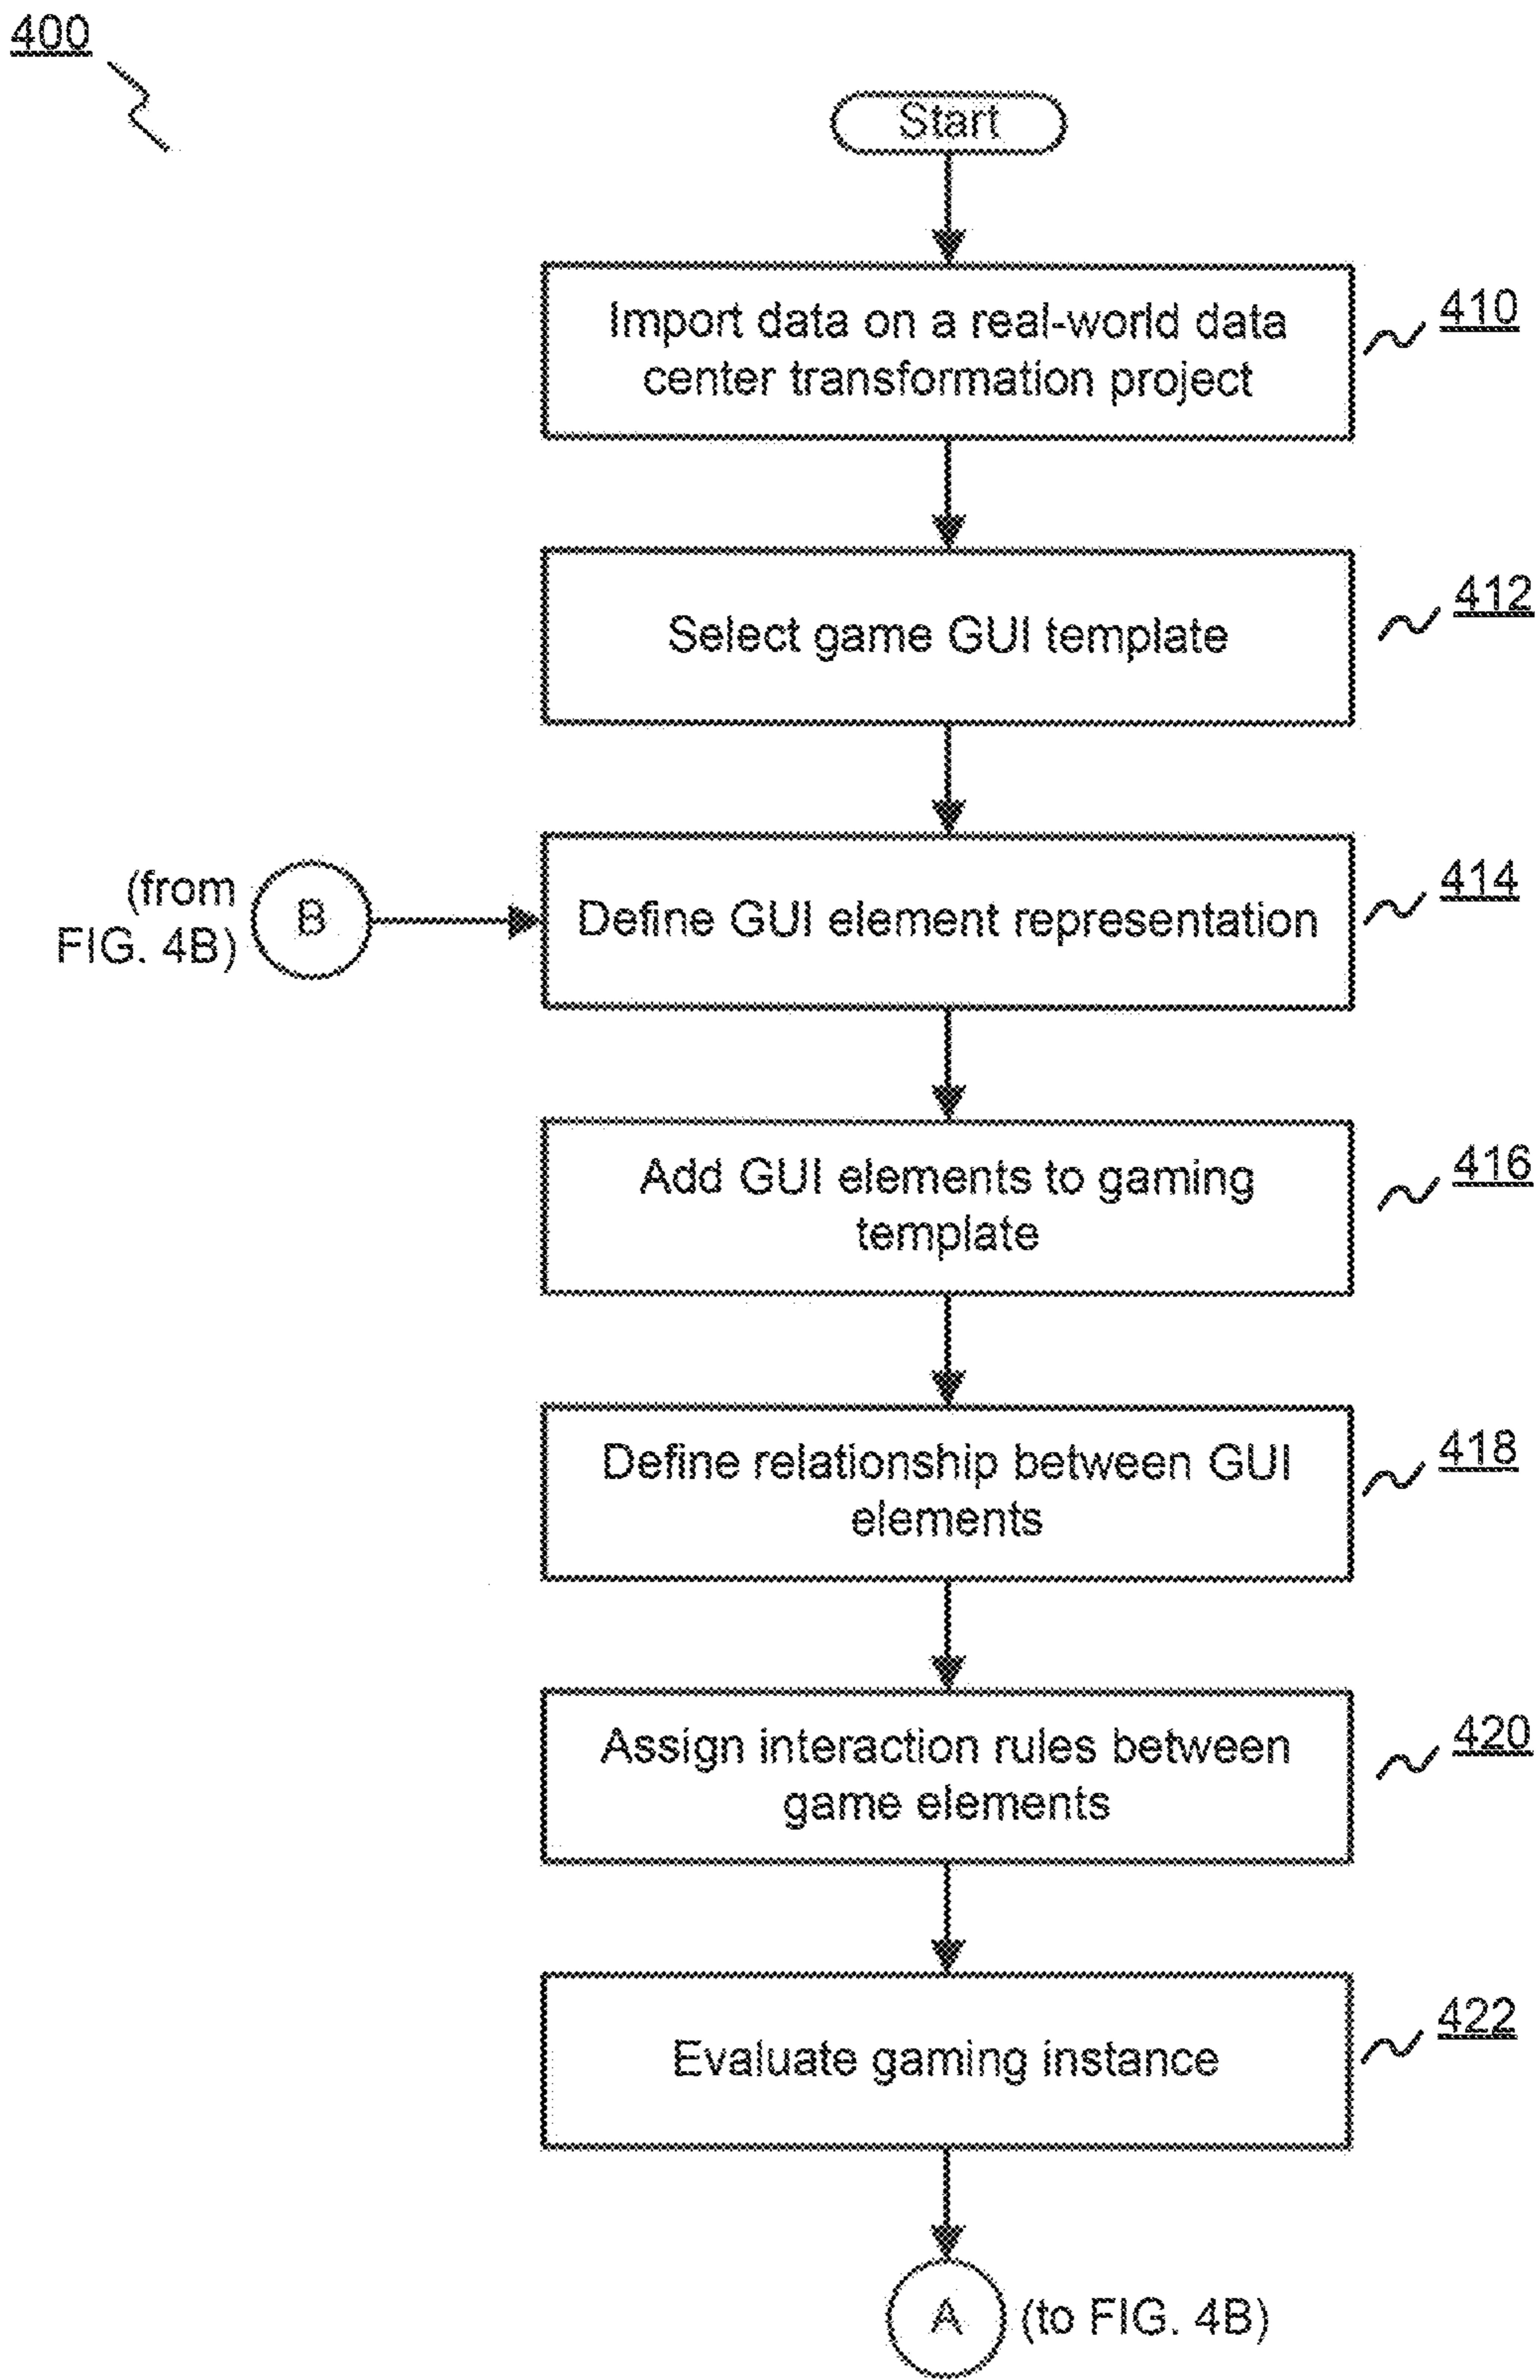 400
Start
Import data on a real-world data
center transformation project
410
Select game GUI template
412
(from
FIG. 4B)
B
Define GUI element representation
414
Add GUI elements to gaming
template
416
Define relationship between GUI
elements
418
Assign interaction rules between
game elements
420
Evaluate gaming instance
422
A
(to FIG. 4B)